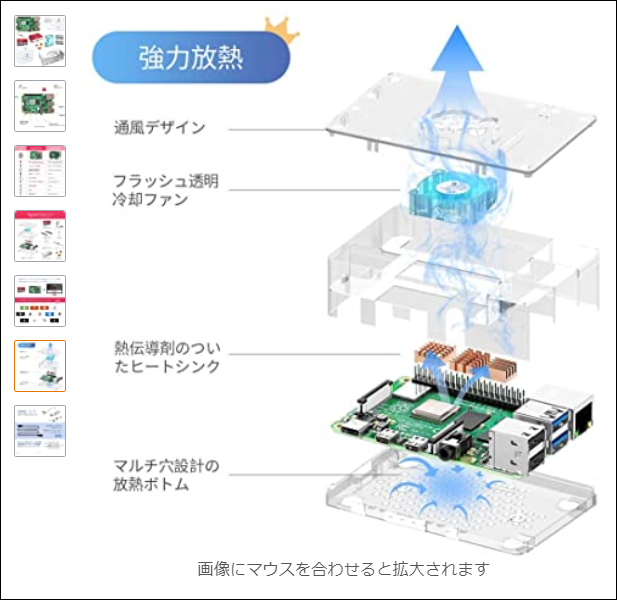 強力放熱
通風デザイン
フラッシュ透明
冷却ファン
熱伝導剤のつい
たヒートシンク
マルチ穴設計の
放熱ボトム
画像にマウスを合わせると拡大されます